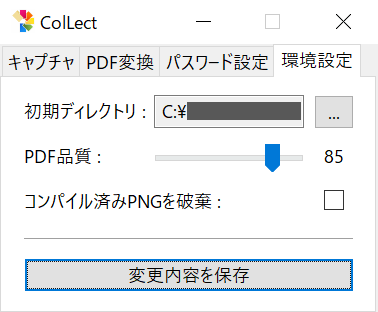 ColLect
キャプチャ PDF変換 パスワード設定 環境設定
初期ディレクトリ : C:¥ ...
PDF品質 : 85
コンパイル済みPNGを破棄 :
変更内容を保存